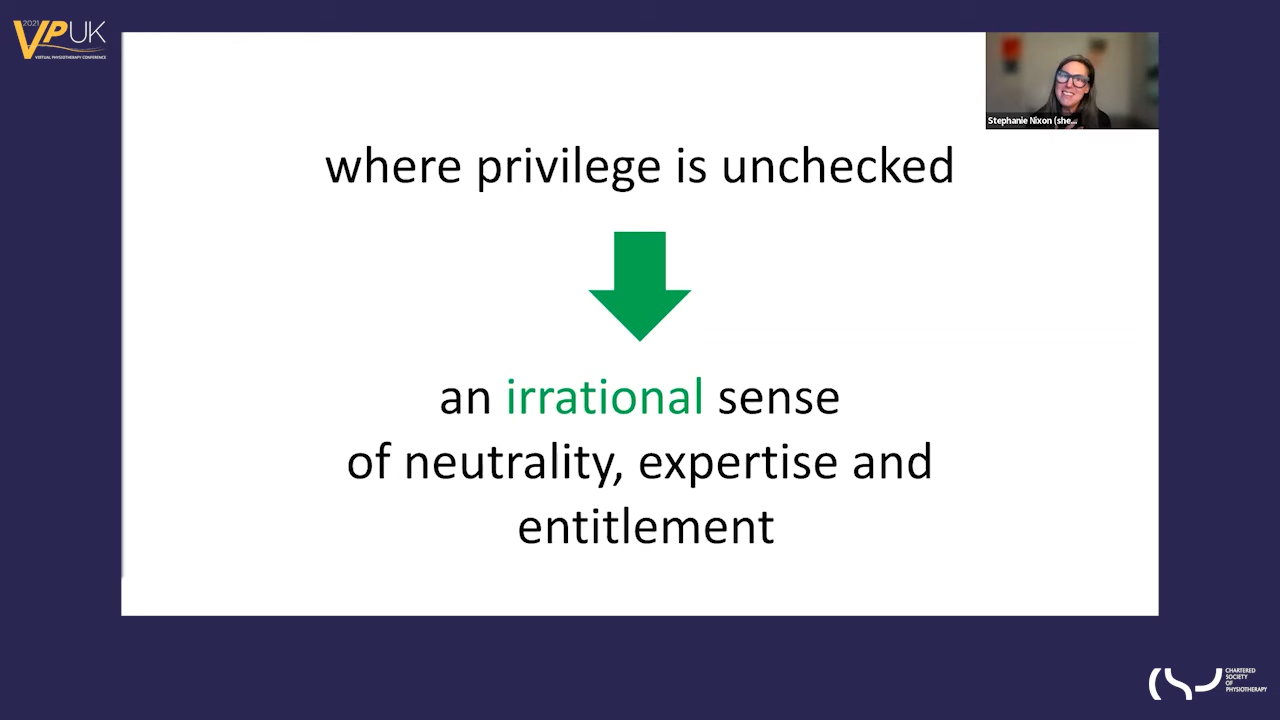 2021
VPUK
VIRTUAL PHYSIOTHERAPY CONFERENCE
Stephanie Nixon (she...
where privilege is unchecked
an irrational sense
of neutrality, expertise and
entitlement
CHARTERED
SOCIETY
OF
PHYSIOTHERAPY